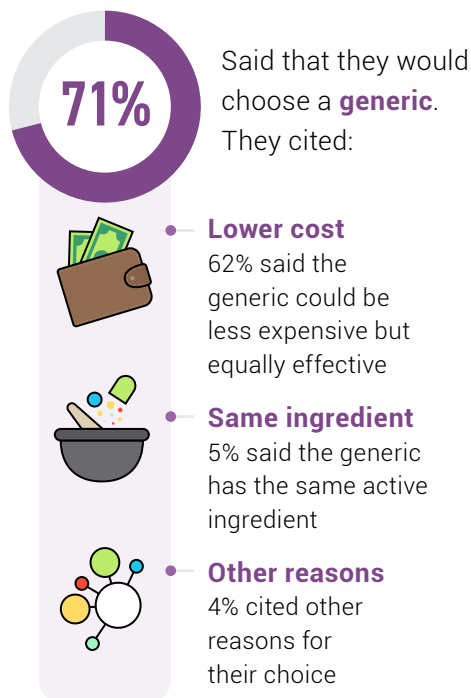 71%
Said that they would
choose a generic.
They cited:
Lower cost
62% said the
generic could be
less expensive but
equally effective
Same ingredient
5% said the generic
has the same active
ingredient
Other reasons
4% cited other
reasons for
their choice